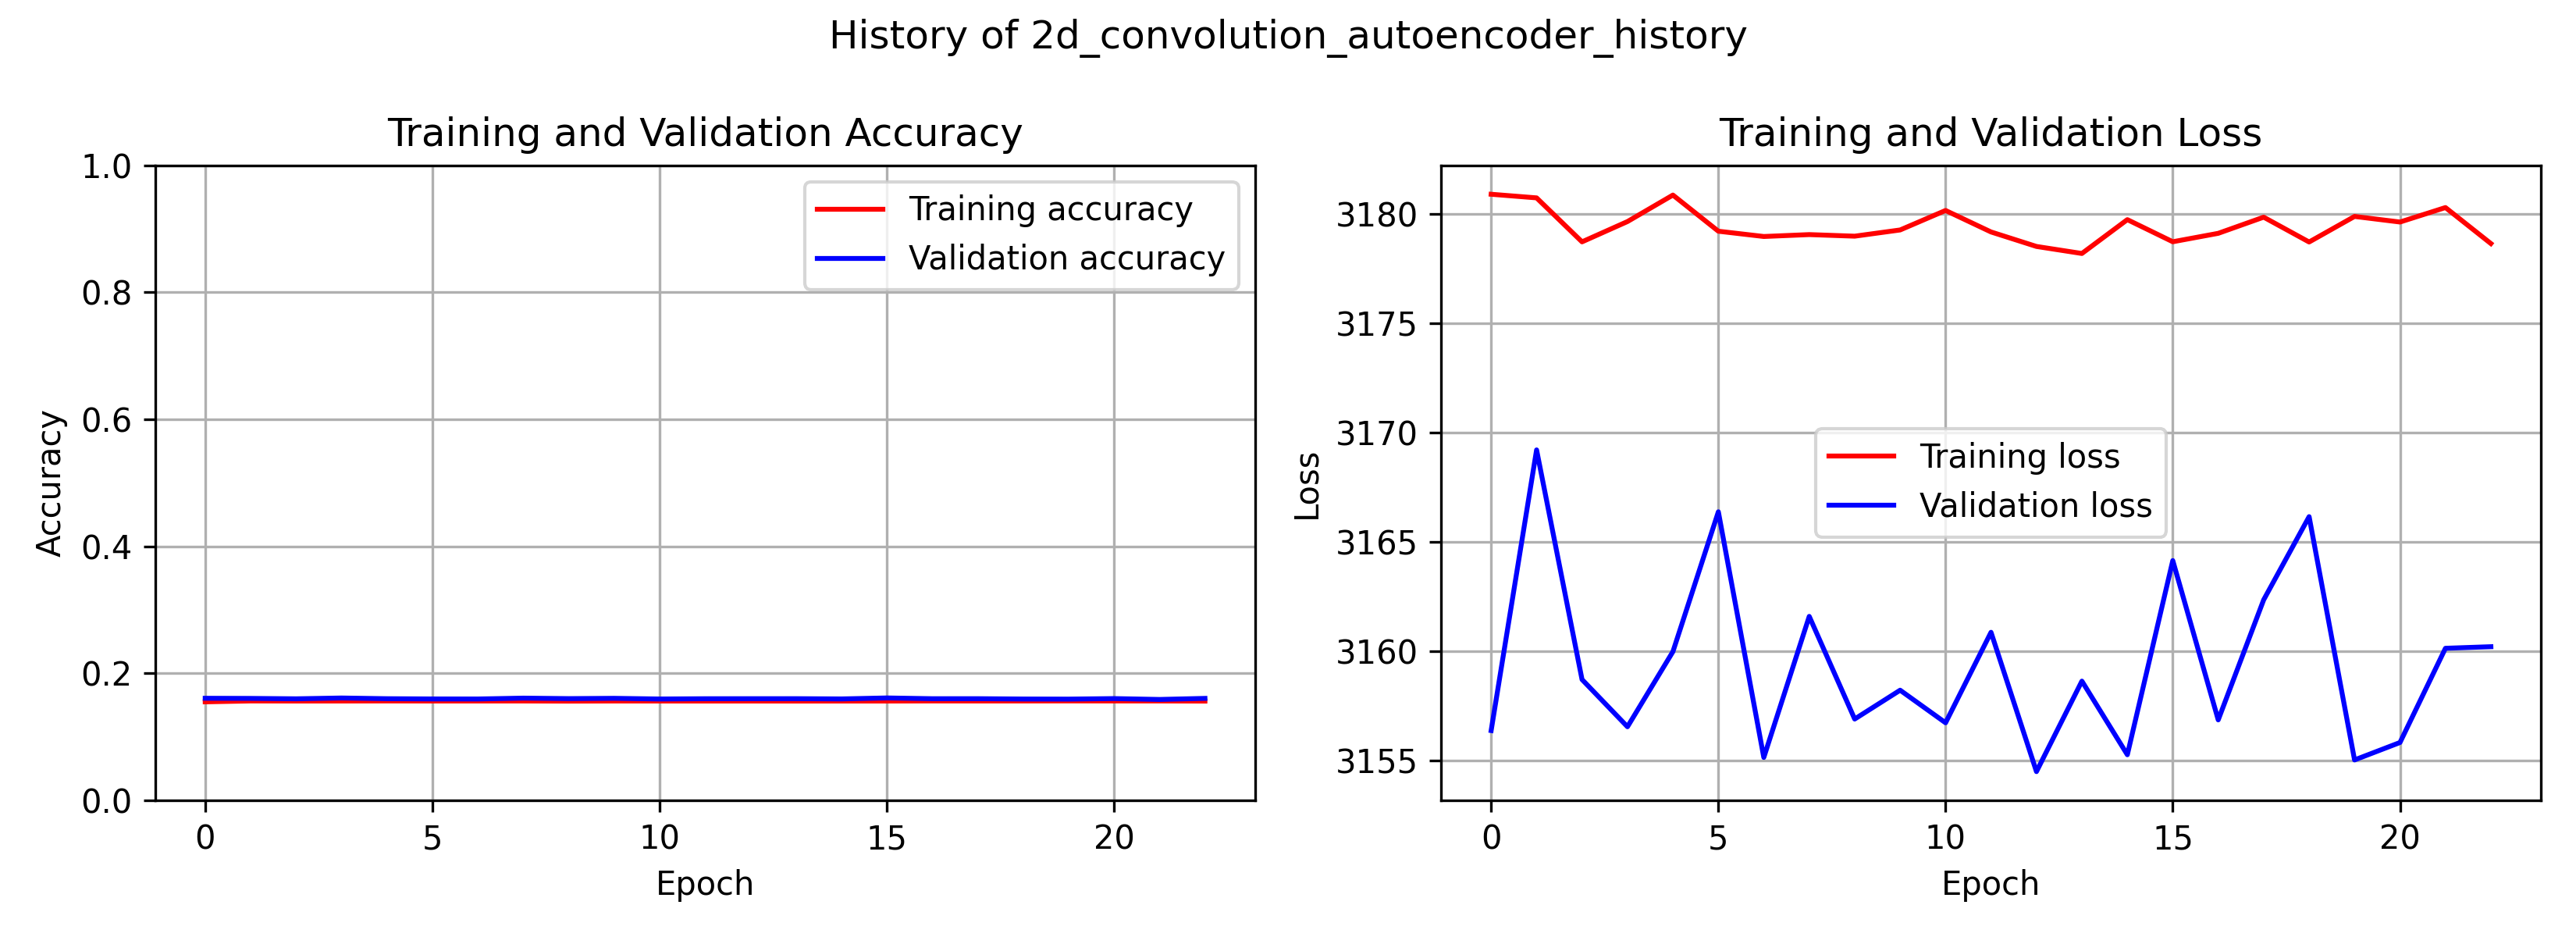 History of 2d_convolution_autoencoder_history
Training and Validation Accuracy
1.0
0.8
0.6
0.4
0.2
0.0
Accuracy
Training accuracy
Validation accuracy
0 5 10 15 20
Epoch
Training and Validation Loss
3180
3175
3170
3165
3160
3155
Loss
Training loss
Validation loss
0 5 10 15 20
Epoch